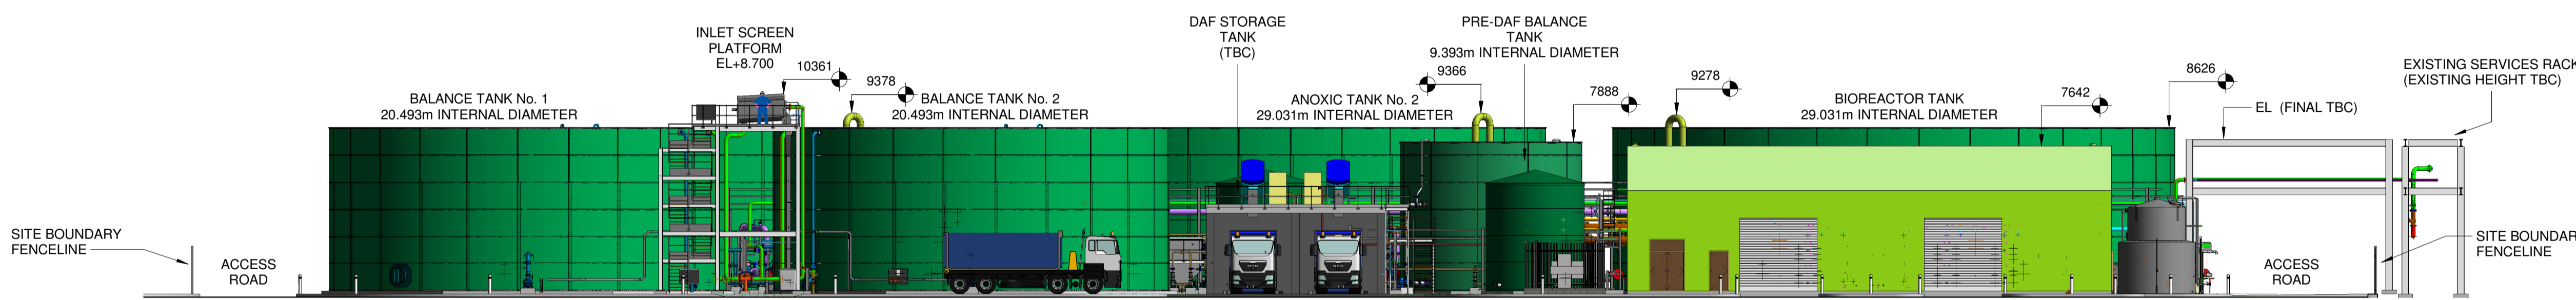 SITE BOUNDARY
FENCELINE
ACCESS
ROAD
BALANCE TANK No. 1
20.493m INTERNAL DIAMETER
INLET SCREEN
PLATFORM
EL+8.700
10361
9378
BALANCE TANK No. 2
20.493m INTERNAL DIAMETER
DAF STORAGE
TANK
(TBC)
ANOXIC TANK No. 2
29.031m INTERNAL DIAMETER
PRE-DAF BALANCE
TANK
9.393m INTERNAL DIAMETER
9366
7888
9278
BIOREACTOR TANK
29.031m INTERNAL DIAMETER
7642
8626
EL (FINAL TBC)
EXISTING SERVICES RACK
(EXISTING HEIGHT TBC)
SITE BOUNDAR
FENCELINE
ACCESS
ROAD